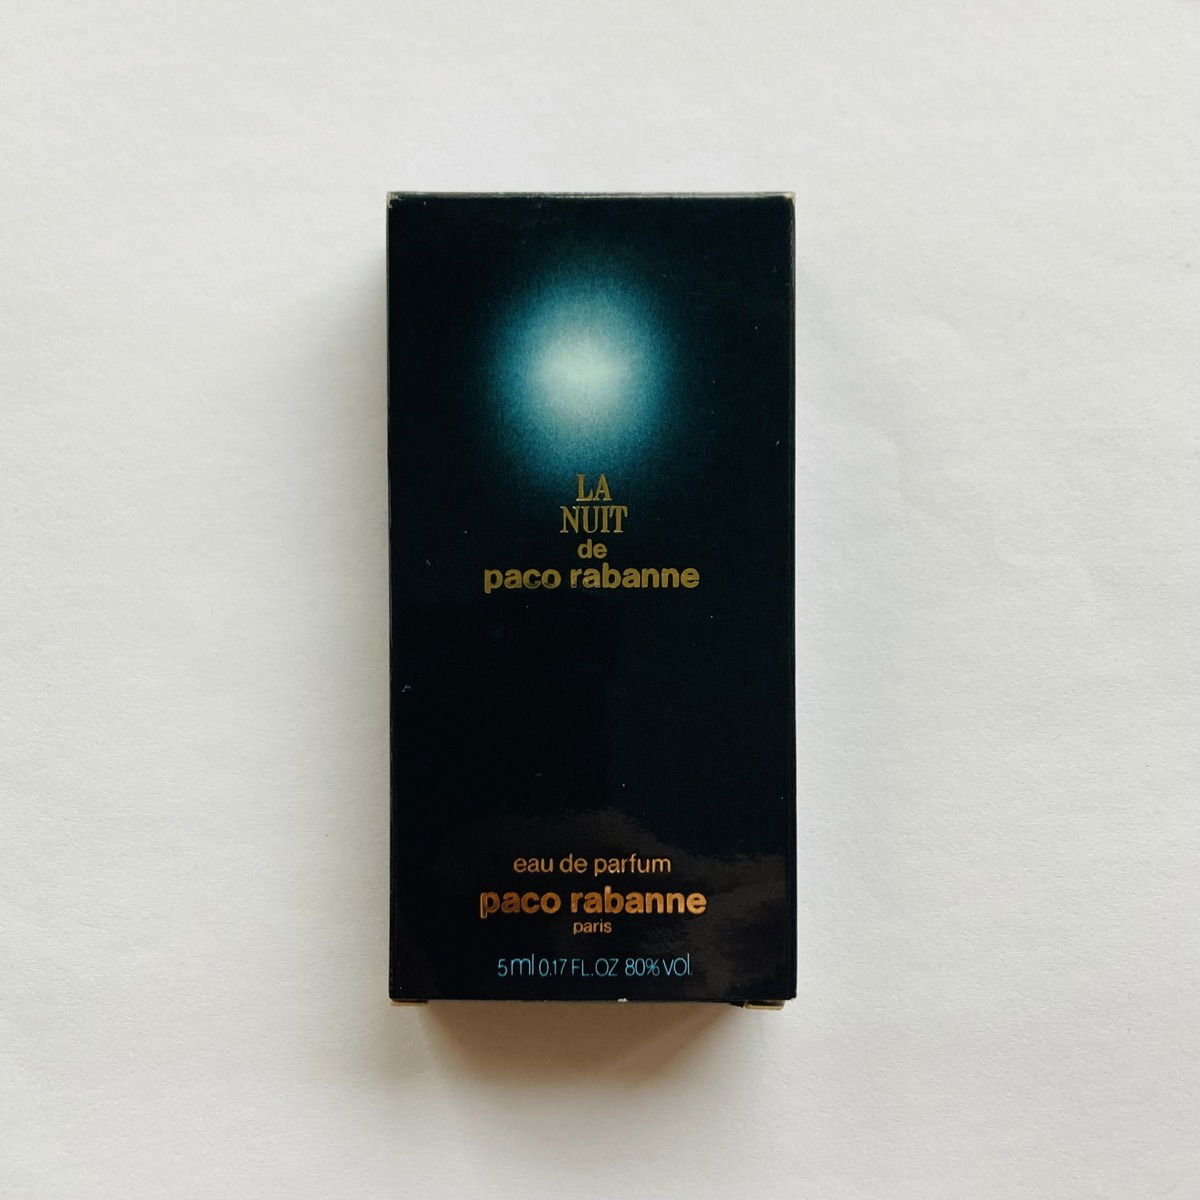 LA
NUIT
de
paco rabanne
eau de parfum
paco rabanne
paris
5ml 0.17 FL.OZ 80% vol.